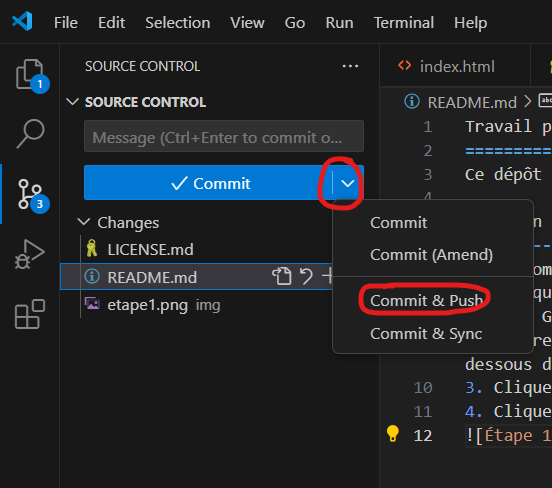 File Edit Selection View Go Run Terminal Help
SOURCE CONTROL ···
SOURCE CONTROL
Message (Ctrl+Enter to commit o...
Commit
Changes
LICENSE.md
README.md
etape1.png img
1
3
Commit
Commit (Amend)
Commit & Push
Commit & Sync
index.html
README.md >
1 Travail p
2 ==========
3 Ce dépôt
4
dessous d
10 3. Clique
11 4. Clique
12 ![Étape 1